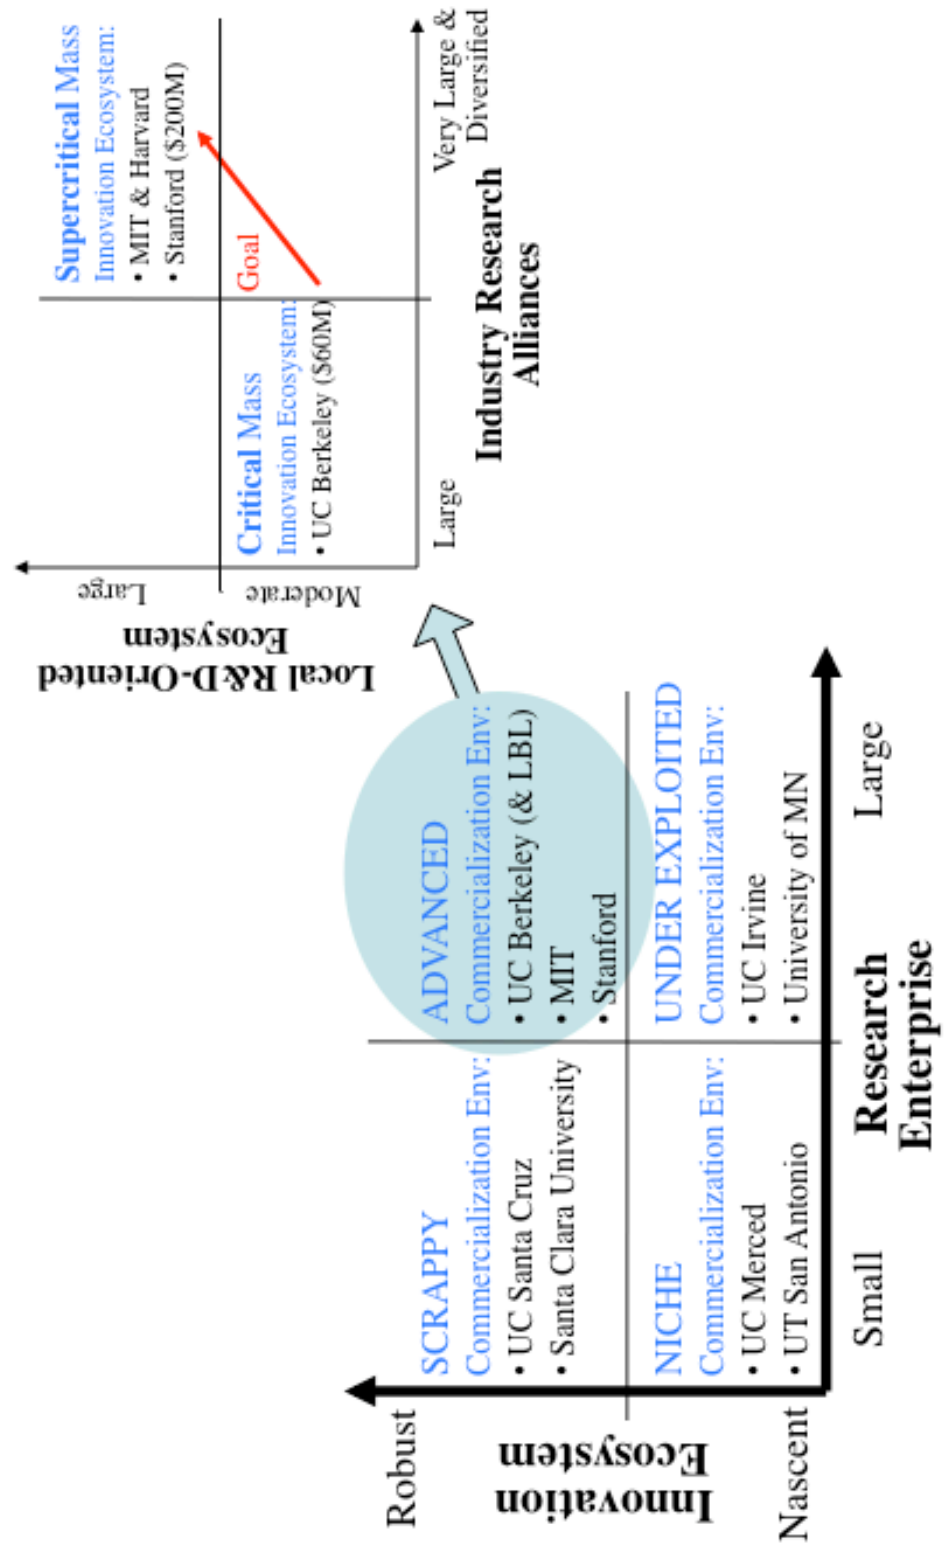 Local R&D-Oriented
Ecosystem
Large
Moderate
Supercritical Mass
Innovation Ecosystem:
• MIT & Harvard
• Stanford ($200M)
Critical Mass
Innovation Ecosystem:
• UC Berkeley ($60M)
Goal
Large
Very Large &
Diversified
Industry Research
Alliances
Robust
Innovation
Ecosystem
Nascent
SCRAPPY
Commercialization Env:
• UC Santa Cruz
• Santa Clara University
ADVANCED
Commercialization Env:
• UC Berkeley (& LBL)
• MIT
• Stanford
NICHE
Commercialization Env:
• UC Merced
• UT San Antonio
UNDER EXPLOITED
Commercialization Env:
• UC Irvine
• University of MN
Small
Large
Research
Enterprise